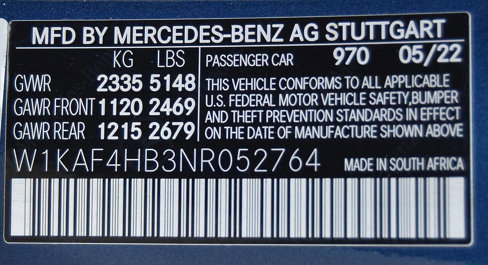 MFD BY MERCEDES-BENZ AG STUTTGART
KG LBS PASSENGER CAR 970 05/22
GVWR 2335 5148 THIS VEHICLE CONFORMS TO ALL APPLICABLE
GAWR FRONT 1120 2469 U.S. FEDERAL MOTOR VEHICLE SAFETY, BUMPER
AND THEFT PREVENTION STANDARDS IN EFFECT
GAWR REAR 1215 2679 ON THE DATE OF MANUFACTURE SHOWN ABOVE
W1KAF4HB3NR052764 MADE IN SOUTH AFRICA